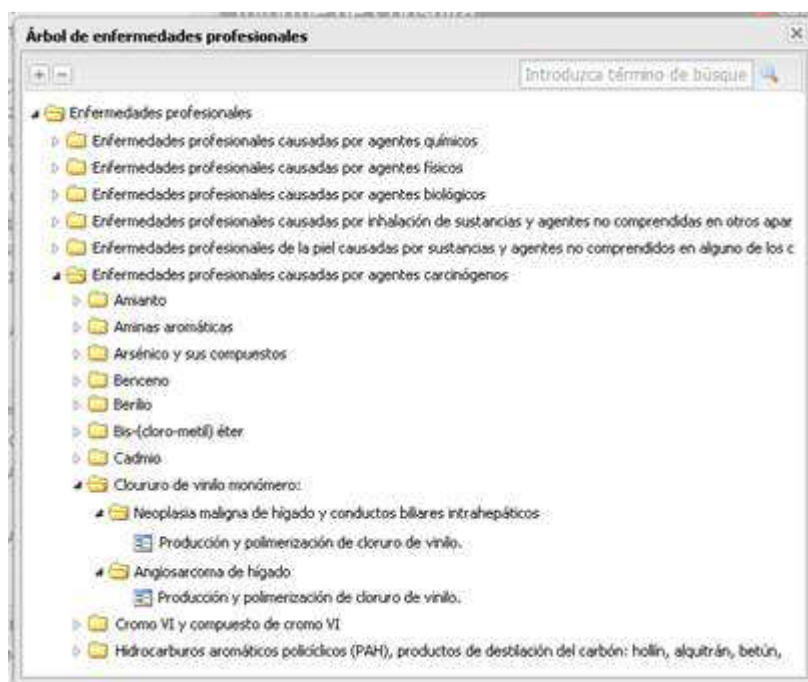 Árbol de enfermedades profesionales
Introduzca término de búsque
Enfermedades profesionales
Enfermedades profesionales causadas por agentes químicos
Enfermedades profesionales causadas por agentes físicos
Enfermedades profesionales causadas por agentes biológicos
Enfermedades profesionales causadas por inhalación de sustancias y agentes no comprendidas en otros apar
Enfermedades profesionales de la piel causadas por sustancias y agentes no comprendidos en alguno de los c
Enfermedades profesionales causadas por agentes carcinógenos
Amianto
Aminas aromáticas
Arsénico y sus compuestos
Benceno
Berilio
Bis-(cloro-metil) éter
Cadmio
Cloururo de vinilo monómero:
Neoplasia maligna de hígado y conductos biliares intrahepáticos
Producción y polimerización de cloruro de vinilo.
Angiosarcoma de hígado
Producción y polimerización de cloruro de vinilo.
Cromo VI y compuesto de cromo VI
Hidrocarburos aromáticos policíclicos (PAH), productos de destilación del carbón: hollín, alquitrán, betún,